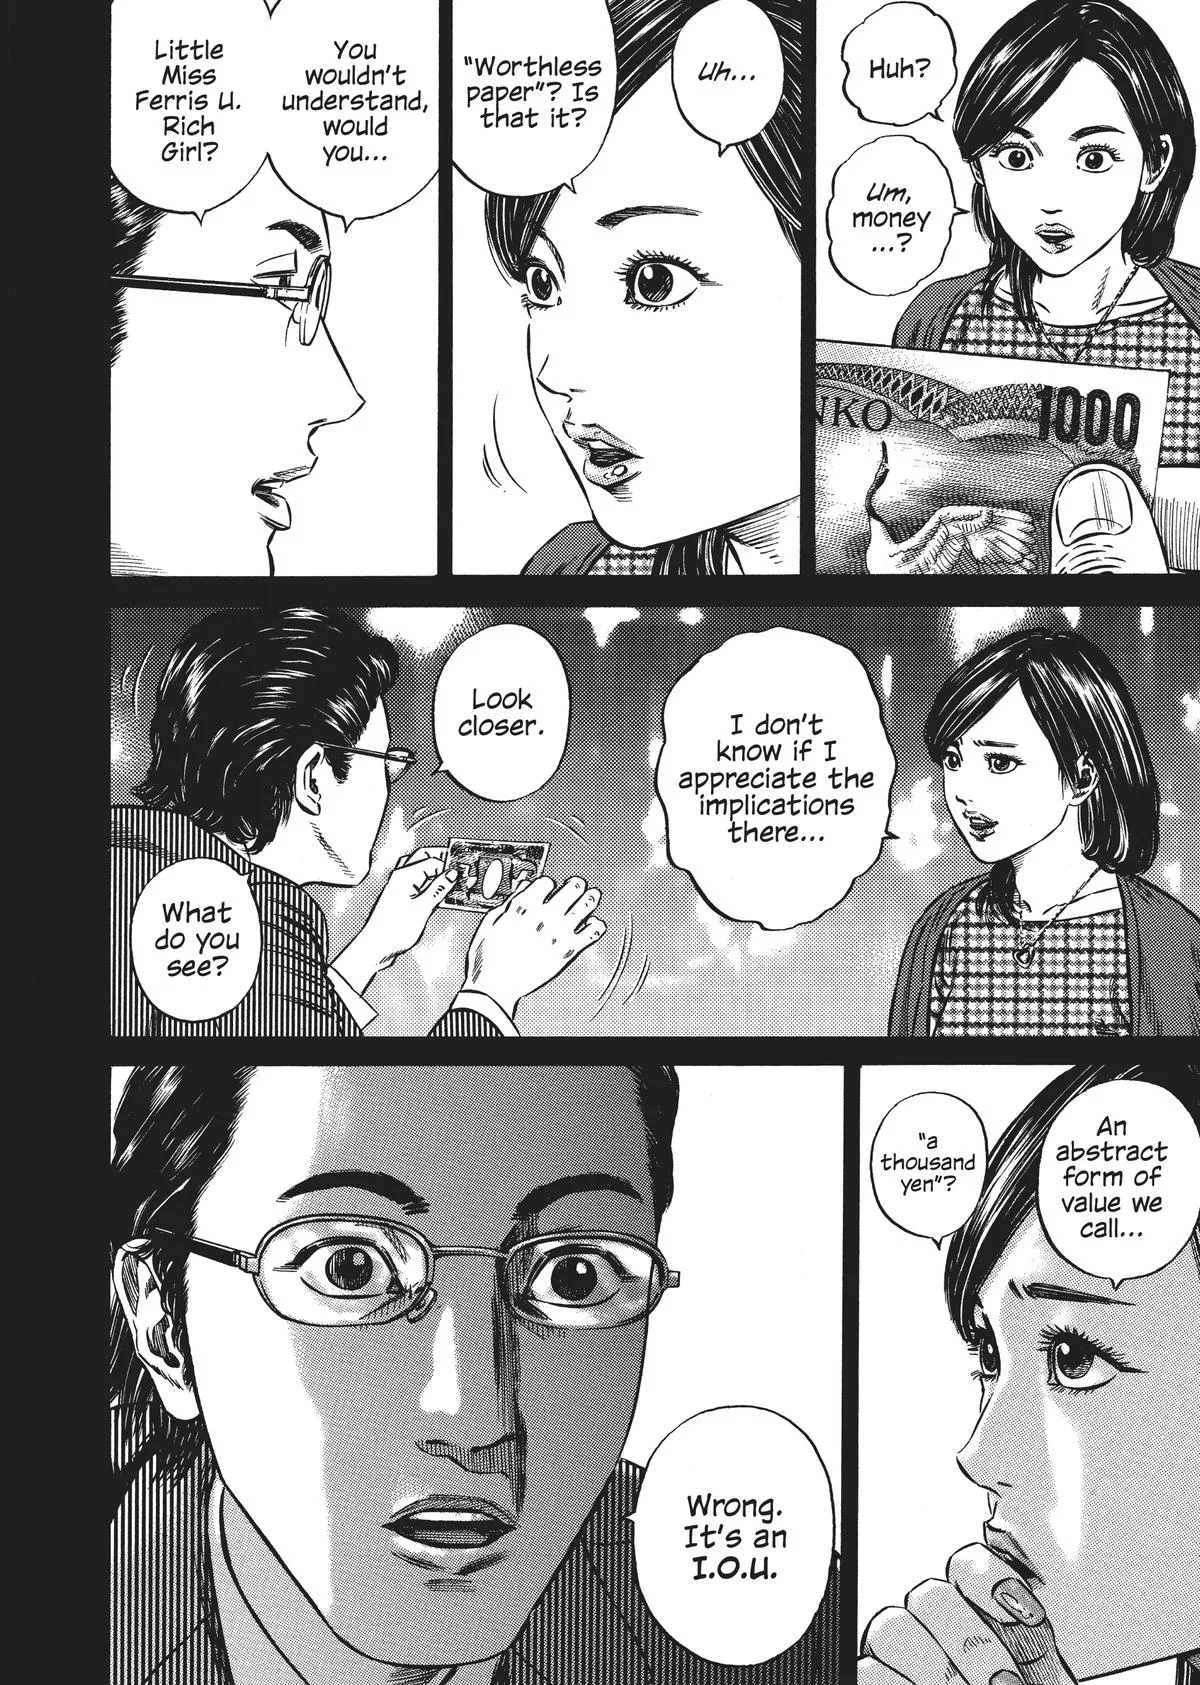 Huh?
Um,
money
...?
NKO
1000
Uh...
"Worthless
paper"? Is
that it?
You
wouldn't
understand,
would
you...
Little
Miss
Ferris U.
Rich
Girl?
I don't
know if I
appreciate the
implications
there...
Look
closer.
What
do you
see?
An
abstract
form of
value we
call...
"a
thousand
yen"?
Wrong.
It's an
I.O.U.